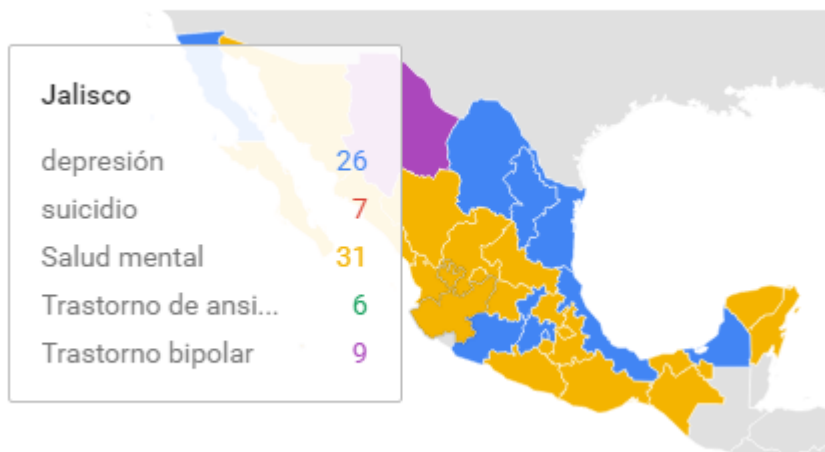 Jalisco
depresión 26
suicidio 7
Salud mental 31
Trastorno de ansi... 6
Trastorno bipolar 9